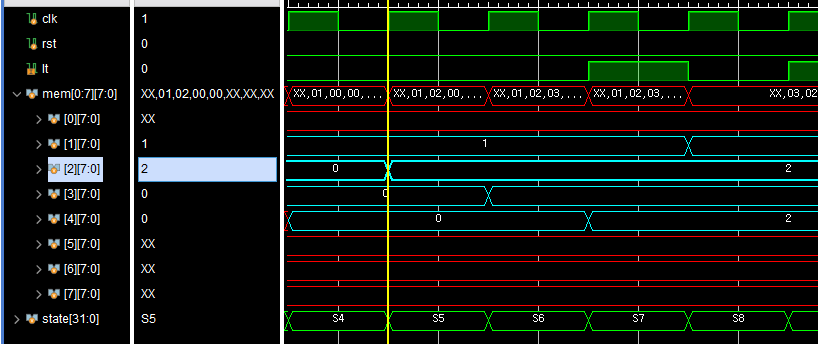 clk 1
rst 0
lt 0
mem[0:7][7:0] XX,01,02,00,00,XX,XX,XX XX,01,00,00,... XX,01,02,00,... XX,01,02,03,... XX,01,02,03,... XX,03,02
[0][7:0] XX
[1][7:0] 1 1
[2][7:0] 2 0 2
[3][7:0] 0 0
[4][7:0] 0 0 2
[5][7:0] XX
[6][7:0] XX
[7][7:0] XX
state[31:0] S5 S4 S5 S6 S7 S8